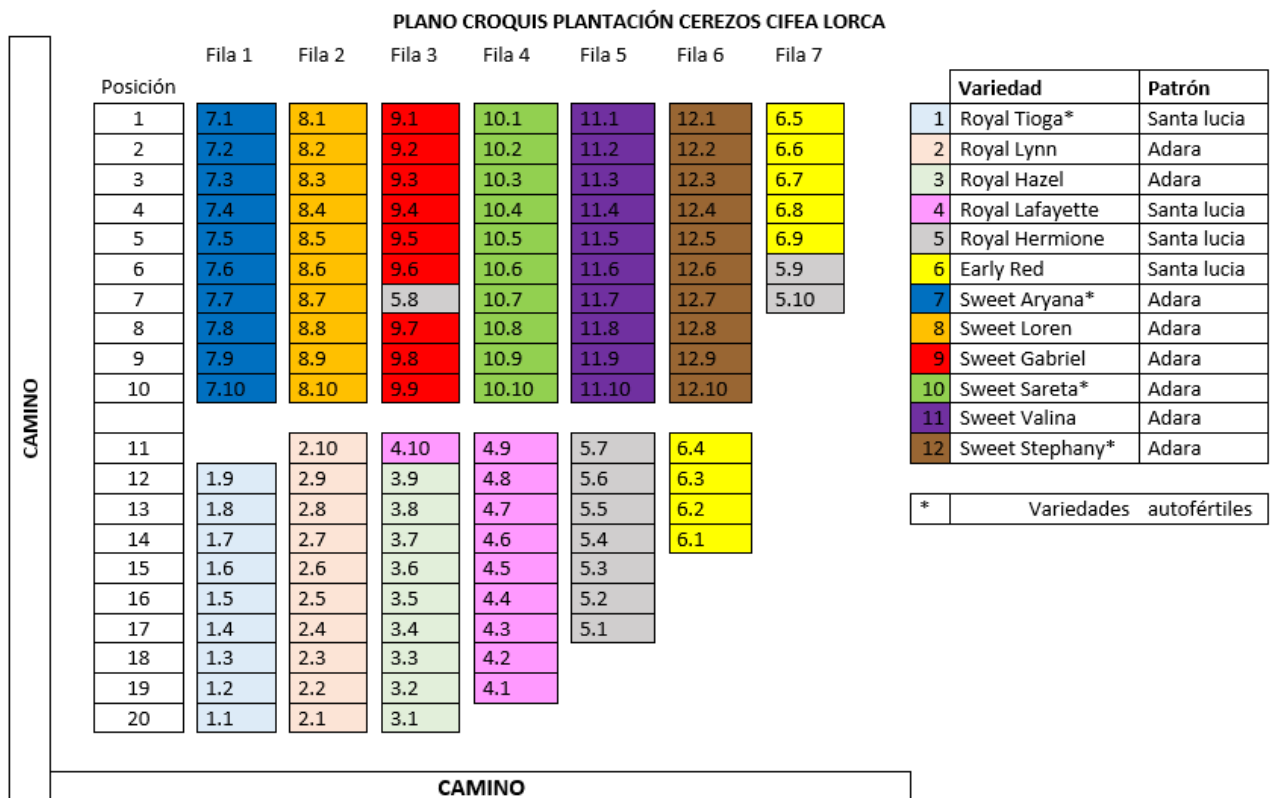 PLANO CROQUIS PLANTACIÓN CEREZOS CIFEA LORCA
Fila 1 Fila 2 Fila 3 Fila 4 Fila 5 Fila 6 Fila 7
Posición
1 7.1 8.1 9.1 10.1 11.1 12.1 6.5
2 7.2 8.2 9.2 10.2 11.2 12.2 6.6
3 7.3 8.3 9.3 10.3 11.3 12.3 6.7
4 7.4 8.4 9.4 10.4 11.4 12.4 6.8
5 7.5 8.5 9.5 10.5 11.5 12.5 6.9
6 7.6 8.6 9.6 10.6 11.6 12.6 5.9
7 7.7 8.7 5.8 10.7 11.7 12.7 5.10
8 7.8 8.8 9.7 10.8 11.8 12.8
9 7.9 8.9 9.8 10.9 11.9 12.9
10 7.10 8.10 9.9 10.10 11.10 12.10
11 2.10 4.10 4.9 5.7 6.4
12 1.9 2.9 3.9 4.8 5.6 6.3
13 1.8 2.8 3.8 4.7 5.5 6.2
14 1.7 2.7 3.7 4.6 5.4 6.1
15 1.6 2.6 3.6 4.5 5.3
16 1.5 2.5 3.5 4.4 5.2
17 1.4 2.4 3.4 4.3 5.1
18 1.3 2.3 3.3 4.2
19 1.2 2.2 3.2 4.1
20 1.1 2.1 3.1
CAMINO
CAMINO
Variedad Patrón
1 Royal Tioga* Santa lucia
2 Royal Lynn Adara
3 Royal Hazel Adara
4 Royal Lafayette Santa lucia
5 Royal Hermione Santa lucia
6 Early Red Santa lucia
7 Sweet Aryana* Adara
8 Sweet Loren Adara
9 Sweet Gabriel Adara
10 Sweet Sareta* Adara
11 Sweet Valina Adara
12 Sweet Stephany* Adara
* Variedades autofértiles